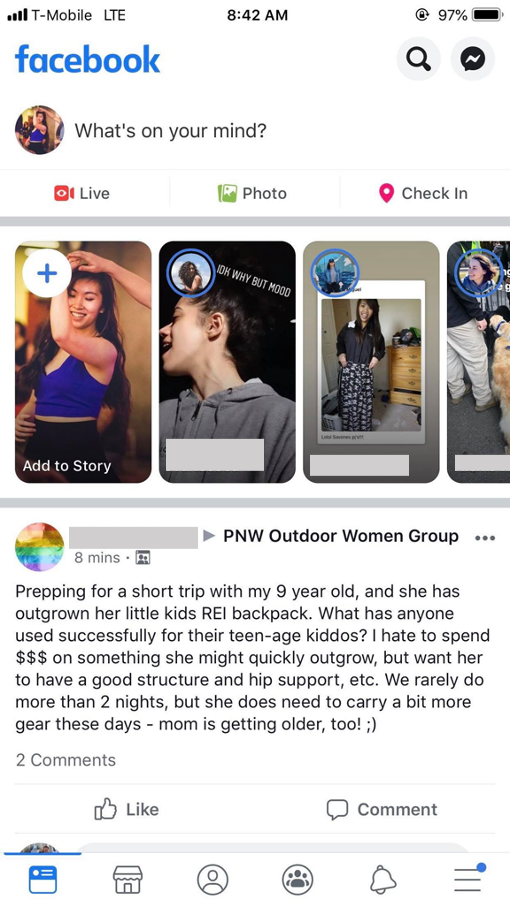 T-Mobile LTE 8:42 AM 97%
facebook
What's on your mind?
Live Photo Check In
IDK WHY BUT MOOD
Add to Story
PNW Outdoor Women Group
8 mins ·
Prepping for a short trip with my 9 year old, and she has
outgrown her little kids REI backpack. What has anyone
used successfully for their teen-age kiddos? I hate to spend
$$$ on something she might quickly outgrow, but want her
to have a good structure and hip support, etc. We rarely do
more than 2 nights, but she does need to carry a bit more
gear these days - mom is getting older, too! ;)
2 Comments
Like Comment